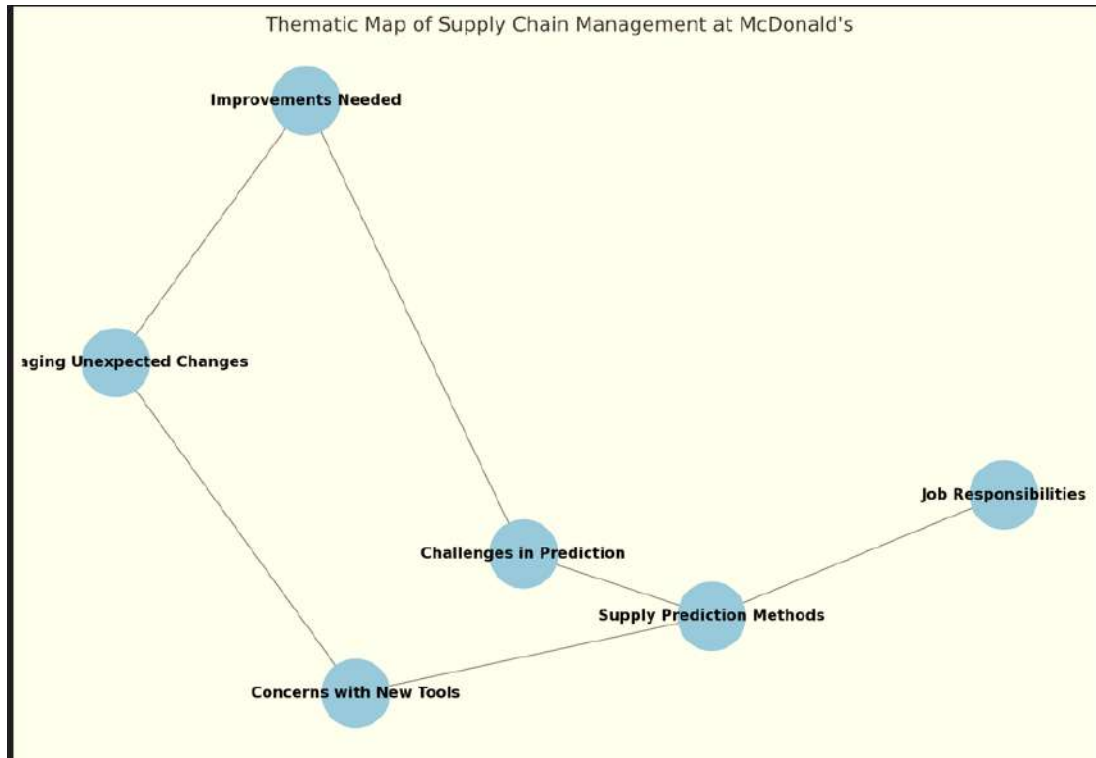 Thematic Map of Supply Chain Management at McDonald's
Improvements Needed
aging Unexpected Changes
Job Responsibilities
Challenges in Prediction
Supply Prediction Methods
Concerns with New Tools